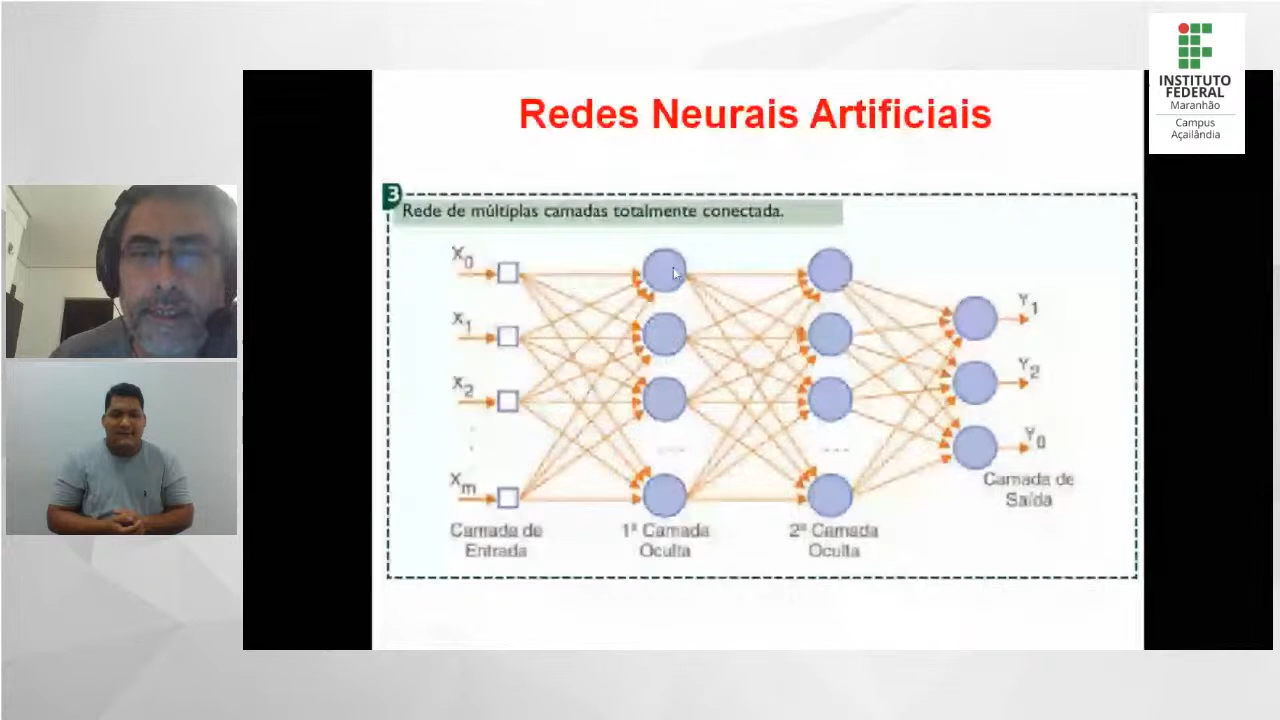 INSTITUTO
FEDERAL
Maranhão
Campus
Açailândia
Redes Neurais Artificiais
3
Rede de múltiplas camadas totalmente conectada.
X0
X1
X2
Xm
Y1
Y2
Y0
Camada de
Entrada
1ª Camada
Oculta
2ª Camada
Oculta
Camada de
Saída